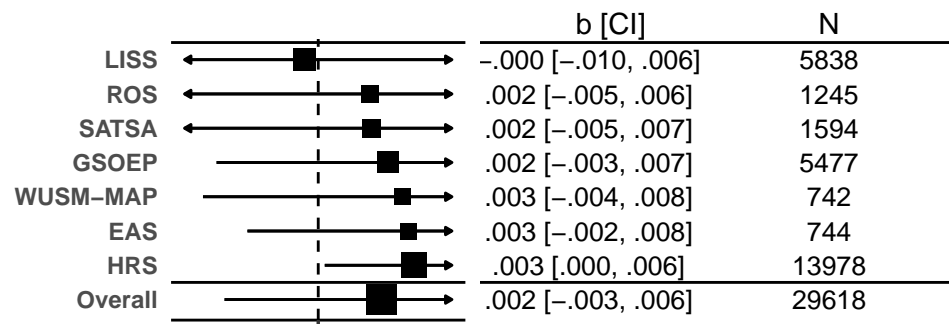 b [CI] N
LISS −.000 [−.010, .006] 5838
ROS .002 [−.005, .006] 1245
SATSA .002 [−.005, .007] 1594
GSOEP .002 [−.003, .007] 5477
WUSM−MAP .003 [−.004, .008] 742
EAS .003 [−.002, .008] 744
HRS .003 [.000, .006] 13978
Overall .002 [−.003, .006] 29618